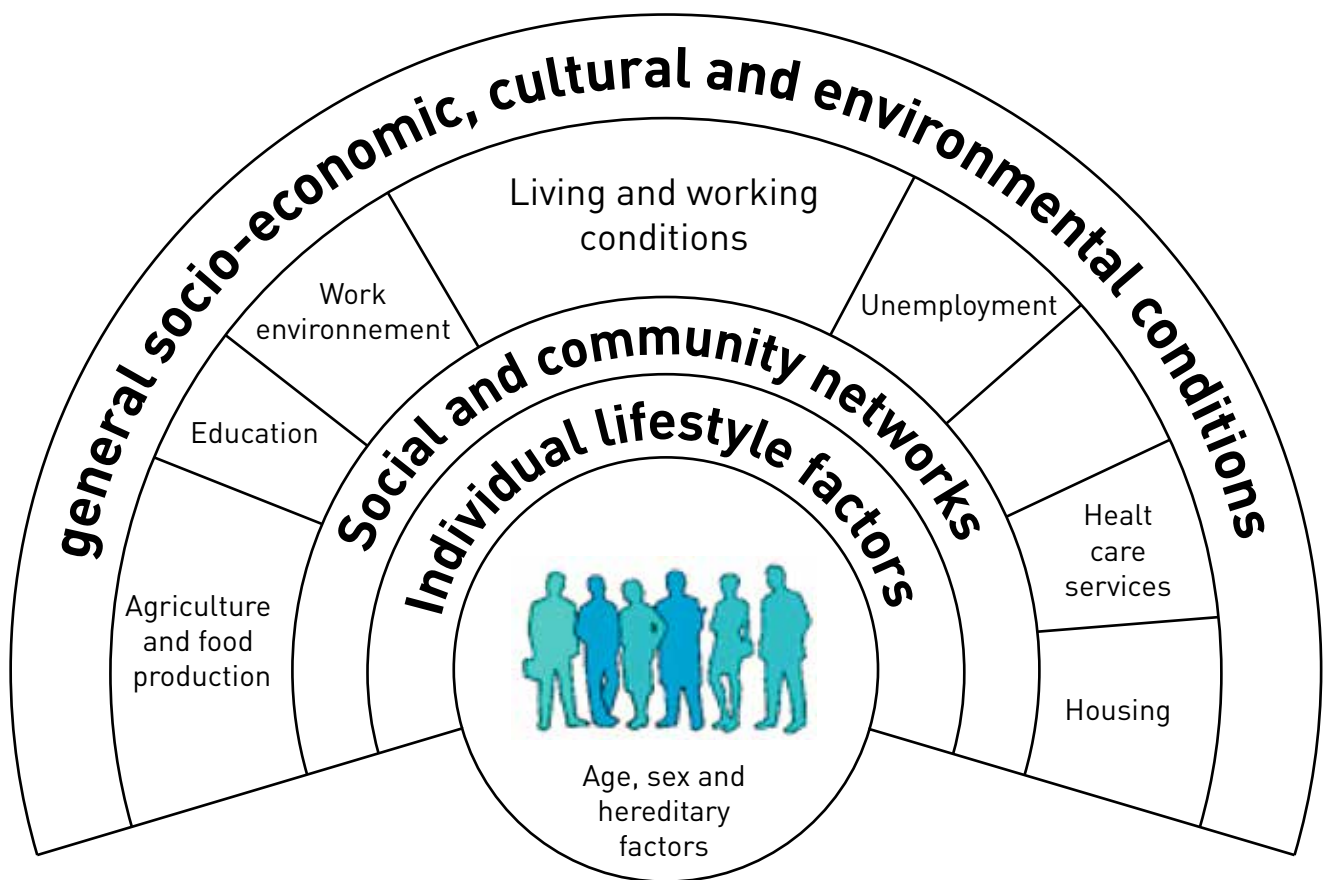 general socio-economic, cultural and environmental conditions
Living and working
conditions
Work
environnement
Unemployment
Education
Social and community networks
Individual lifestyle factors
Healt
care
services
Agriculture
and food
production
Housing
Age, sex and
hereditary
factors